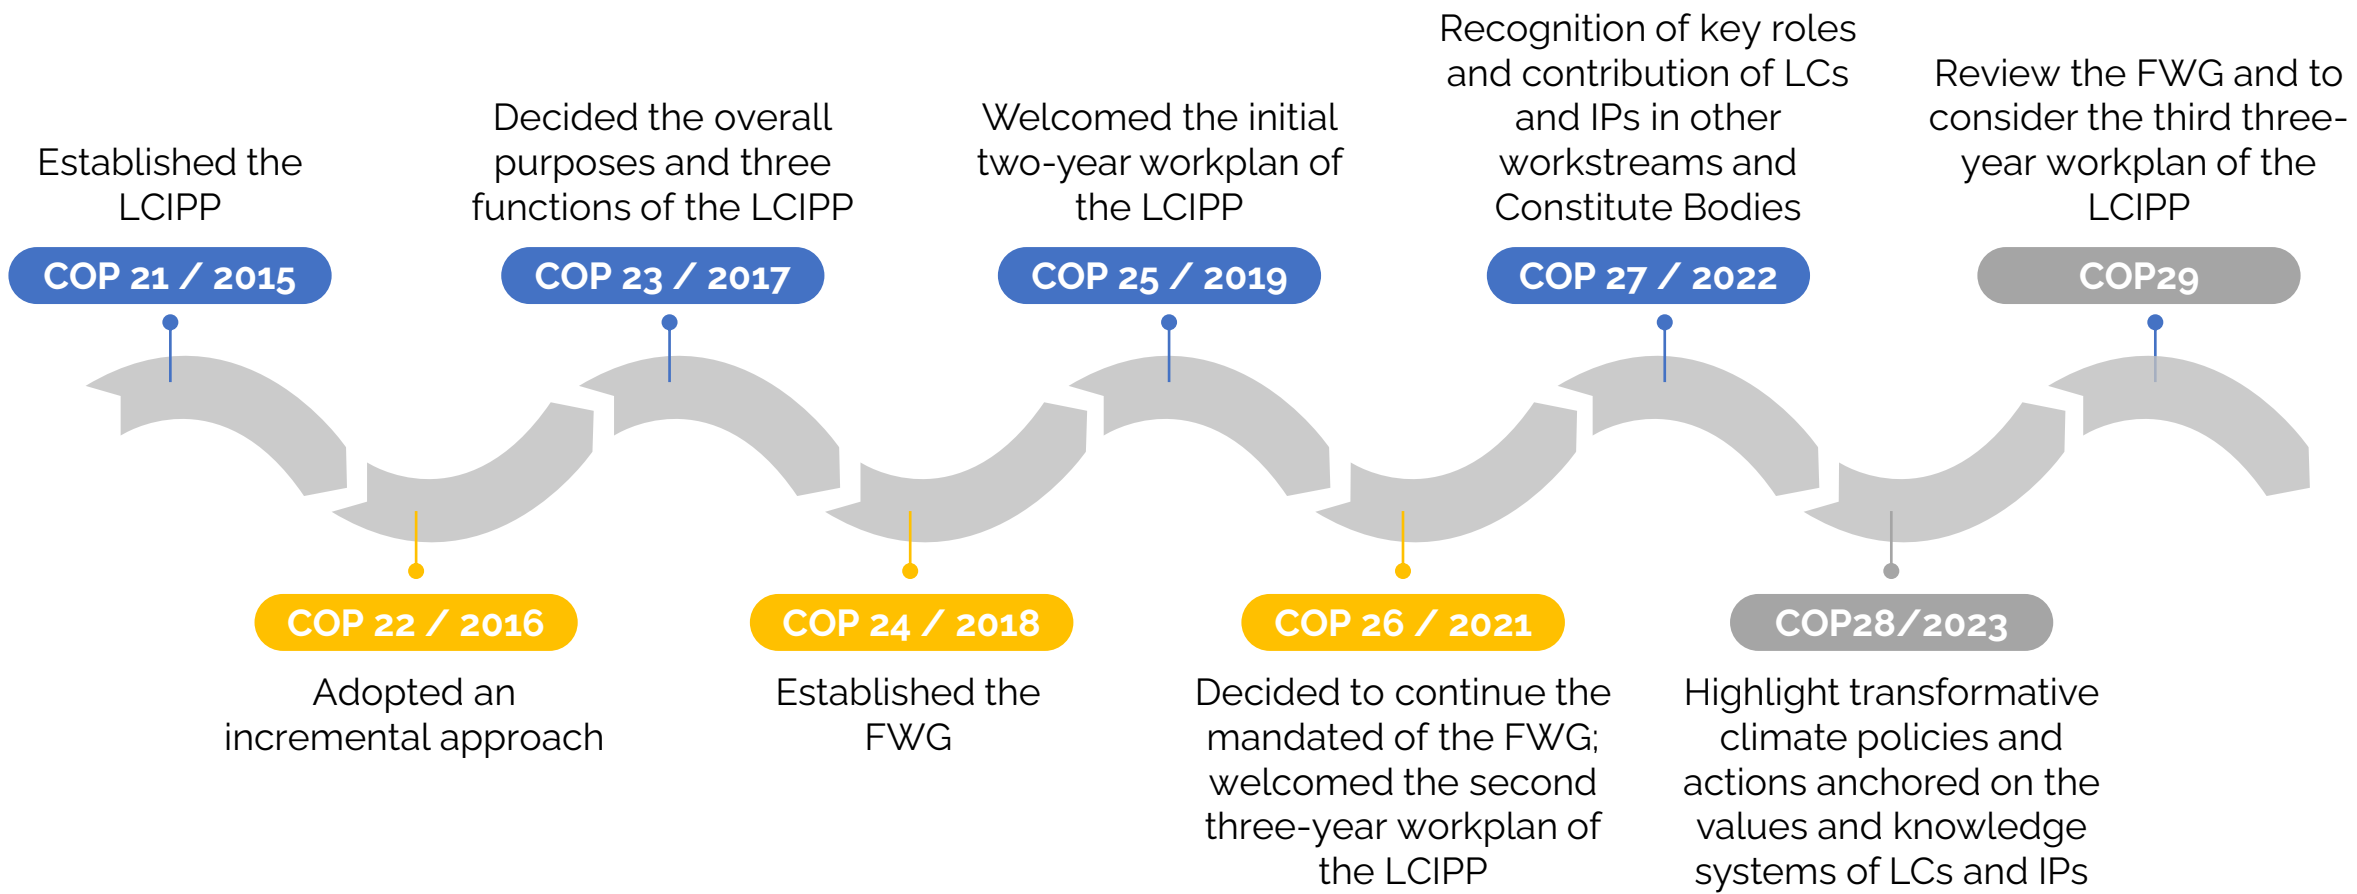 Established the
LCIPP
COP 21 / 2015
Adopted an
incremental approach
COP 22 / 2016
Decided the overall
purposes and three
functions of the LCIPP
COP 23 / 2017
COP 24 / 2018
Established the
FWG
Welcomed the initial
two-year workplan of
the LCIPP
COP 25 / 2019
COP 26 / 2021
Decided to continue the
mandated of the FWG;
welcomed the second
three-year workplan of
the LCIPP
Recognition of key roles
and contribution of LCs
and IPs in other
workstreams and
Constitute Bodies
COP 27 / 2022
COP28/2023
Highlight transformative
climate policies and
actions anchored on the
values and knowledge
systems of LCs and IPs
Review the FWG and to
consider the third three-
year workplan of the
LCIPP
COP29